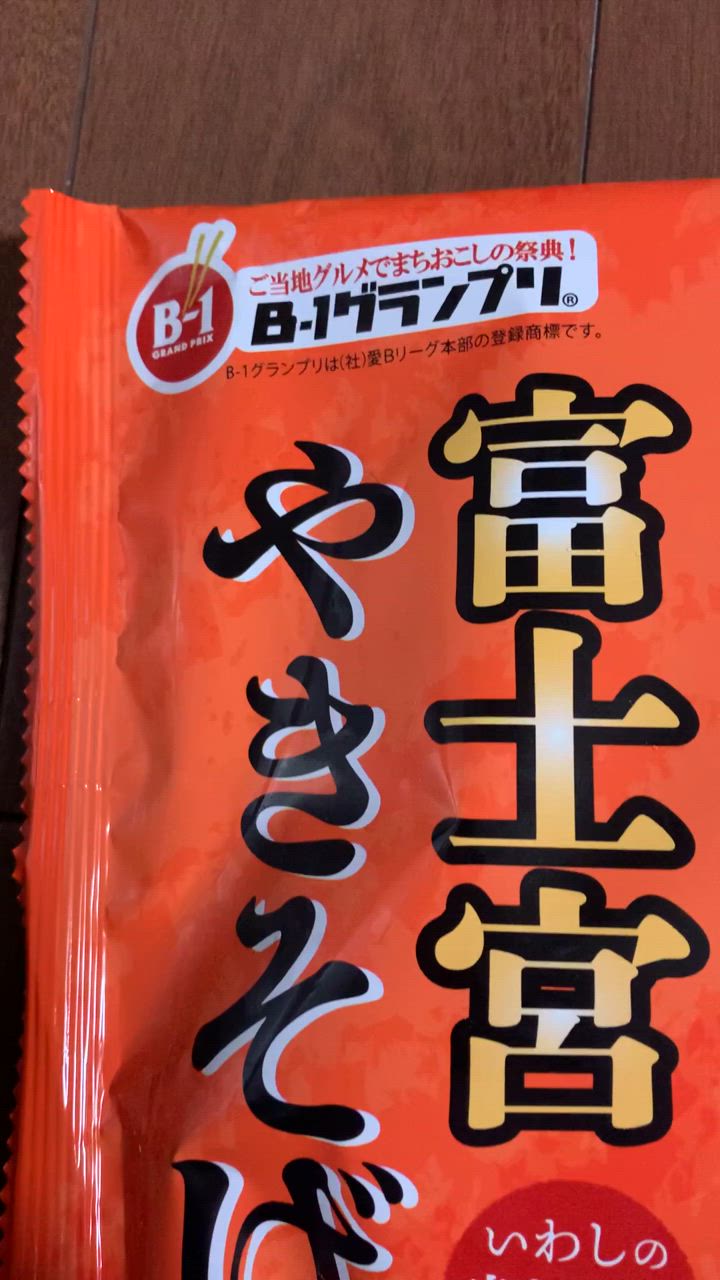 ご当地グルメでまちおこしの祭典!
B-1
GRAND PRIX
B-1グランプリ®
B-1グランプリは(社)愛Bリーグ本部の登録商標です。
富士宮
やきそば
いわしの